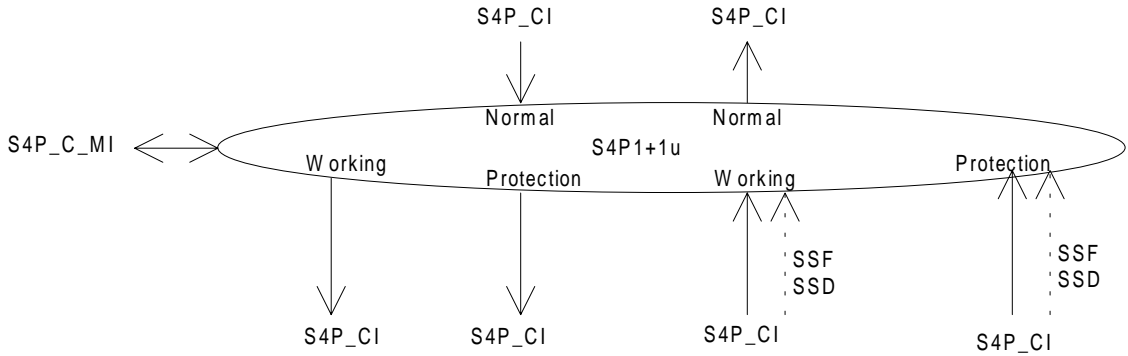 S4P_CI S4P_CI
Normal Normal
S4P_C_MI S4P1+1u
Working Protection Working Protection
SSF SSF
SSD SSD
S4P_CI S4P_CI S4P_CI S4P_CI